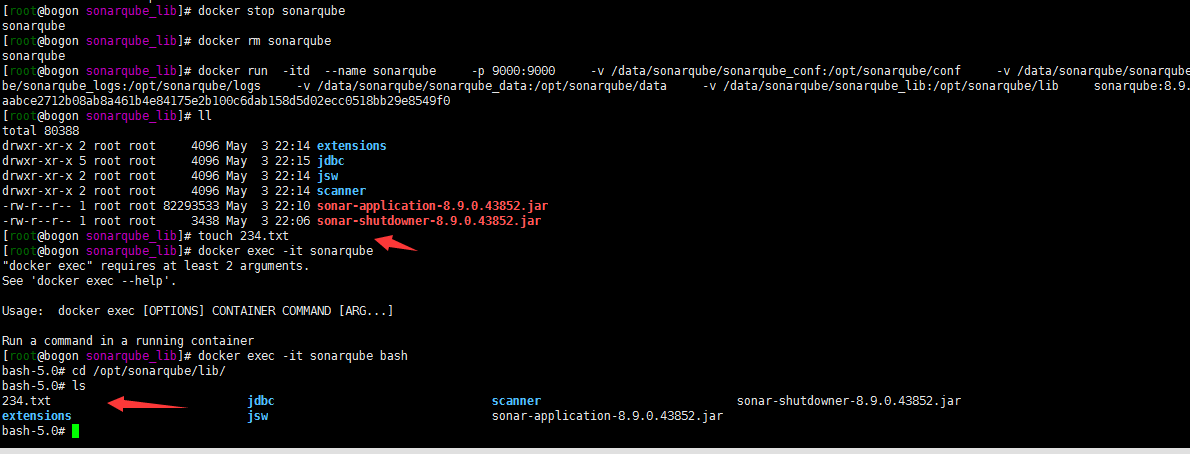 [root@bogon sonarqube_lib]# docker stop sonarqube
sonarqube
[root@bogon sonarqube_lib]# docker rm sonarqube
sonarqube
[root@bogon sonarqube_lib]# docker run  -itd  --name sonarqube     -p 9000:9000     -v /data/sonarqube/sonarqube_conf:/opt/sonarqube/conf     -v /data/sonarqube/sonarqube
be/sonarqube_logs:/opt/sonarqube/logs     -v /data/sonarqube/sonarqube_data:/opt/sonarqube/data     -v /data/sonarqube/sonarqube_lib:/opt/sonarqube/lib     sonarqube:8.9.
aabce2712b08ab8a461b4e84175e2b100c6dab158d5d02ecc0518bb29e8549f0
[root@bogon sonarqube_lib]# ll
total 80388
drwxr-xr-x 2 root root     4096 May  3 22:14 extensions
drwxr-xr-x 5 root root     4096 May  3 22:15 jdbc
drwxr-xr-x 2 root root     4096 May  3 22:14 jsw
drwxr-xr-x 2 root root     4096 May  3 22:14 scanner
-rw-r--r-- 1 root root 82293533 May  3 22:10 sonar-application-8.9.0.43852.jar
-rw-r--r-- 1 root root     3438 May  3 22:06 sonar-shutdowner-8.9.0.43852.jar
[root@bogon sonarqube_lib]# touch 234.txt
[root@bogon sonarqube_lib]# docker exec -it sonarqube
"docker exec" requires at least 2 arguments.
See 'docker exec --help'.
Usage:  docker exec [OPTIONS] CONTAINER COMMAND [ARG...]
Run a command in a running container
[root@bogon sonarqube_lib]# docker exec -it sonarqube bash
bash-5.0# cd /opt/sonarqube/lib/
bash-5.0# ls
234.txt                            jdbc                               scanner                            sonar-shutdowner-8.9.0.43852.jar
extensions                         jsw                                sonar-application-8.9.0.43852.jar
bash-5.0#